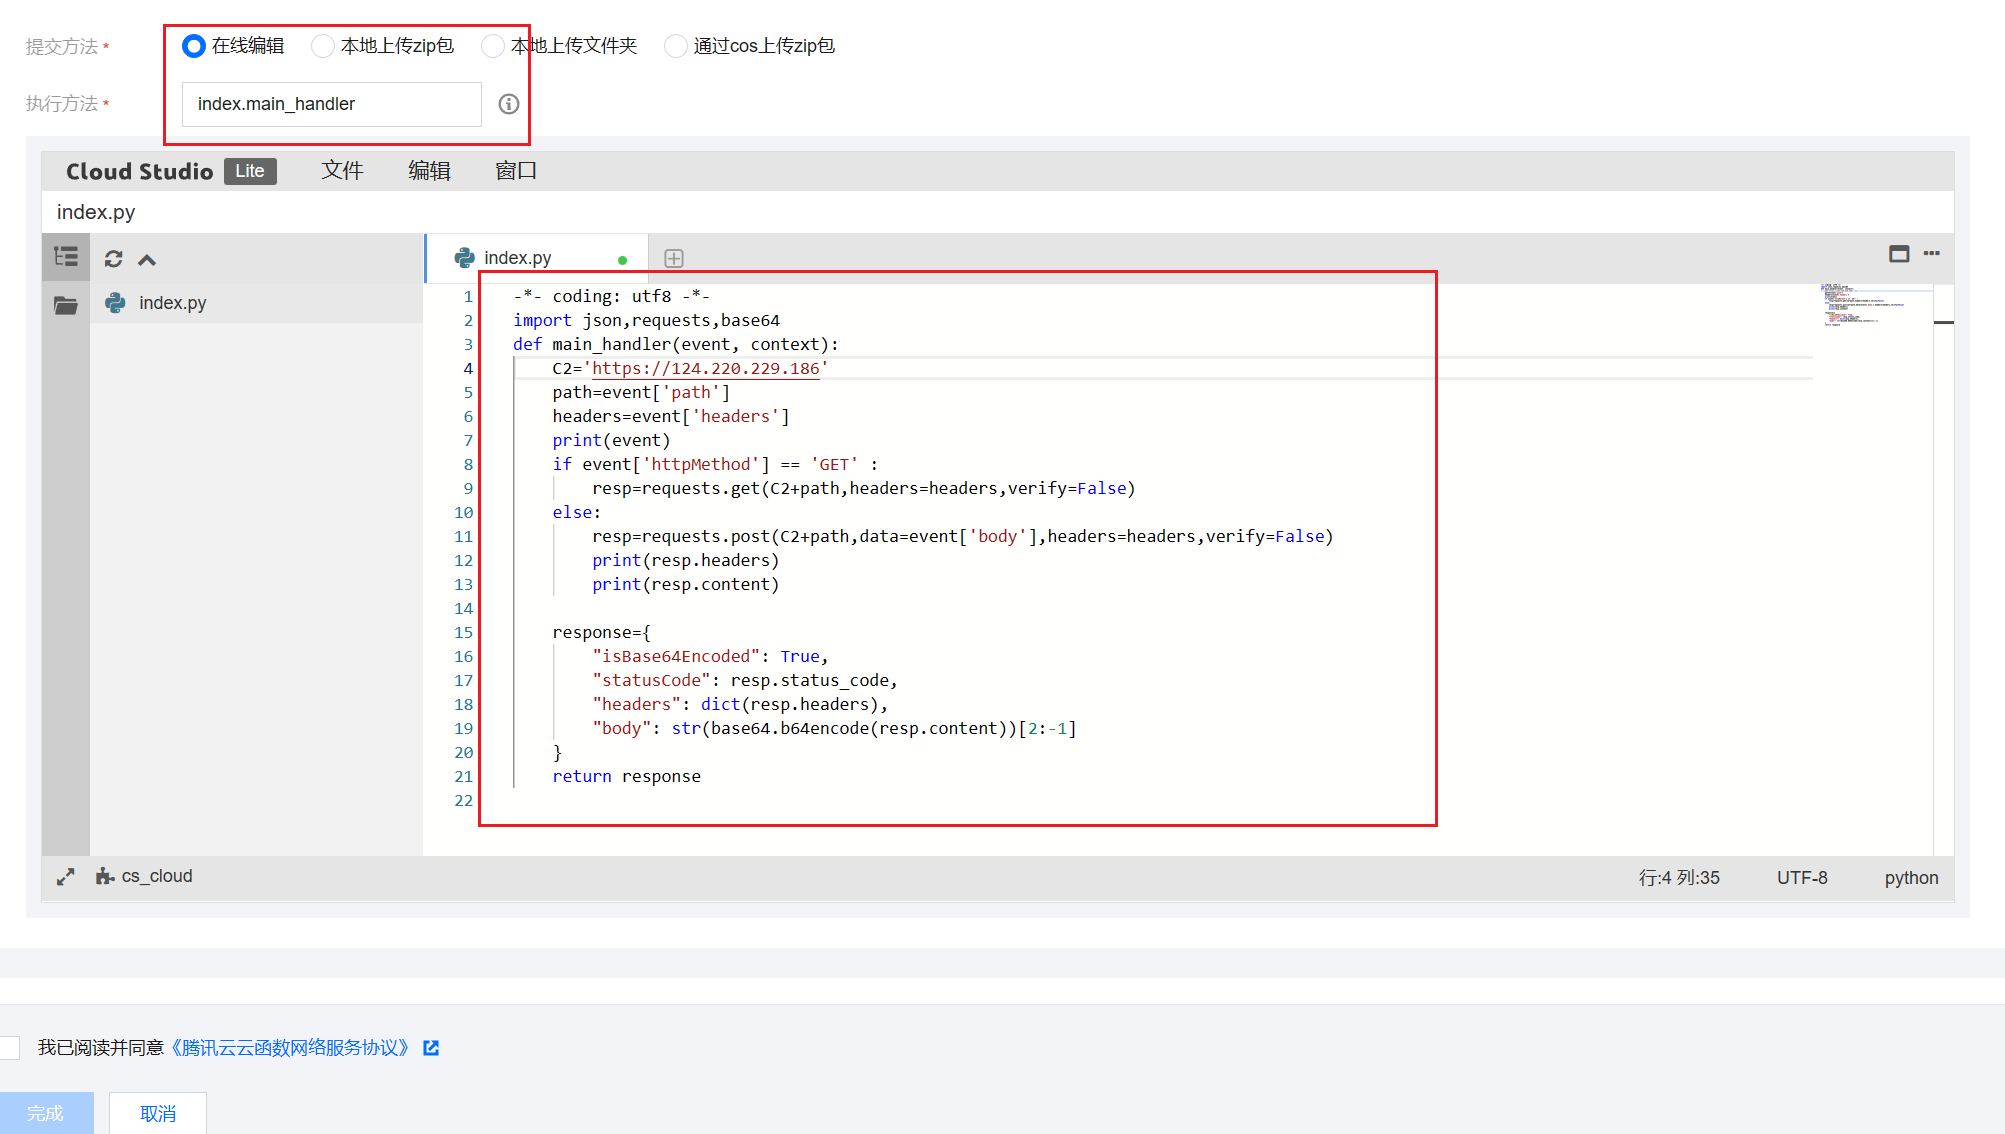 提交方法 * 在线编辑 本地上传zip包 本地上传文件夹 通过cos上传zip包
执行方法 * index.main_handler
Cloud Studio Lite 文件 编辑 窗口
index.py
index.py
index.py
1 -*- coding: utf8 -*-
2 import json,requests,base64
3 def main_handler(event, context):
4     C2='https://124.220.229.186'
5     path=event['path']
6     headers=event['headers']
7     print(event)
8     if event['httpMethod'] == 'GET' :
9         resp=requests.get(C2+path,headers=headers,verify=False)
10     else:
11         resp=requests.post(C2+path,data=event['body'],headers=headers,verify=False)
12         print(resp.headers)
13         print(resp.content)
14
15     response={
16         "isBase64Encoded": True,
17         "statusCode": resp.status_code,
18         "headers": dict(resp.headers),
19         "body": str(base64.b64encode(resp.content))[2:-1]
20     }
21     return response
22
cs_cloud 行:4 列:35 UTF-8 python
我已阅读并同意《腾讯云云函数网络服务协议》
完成 取消